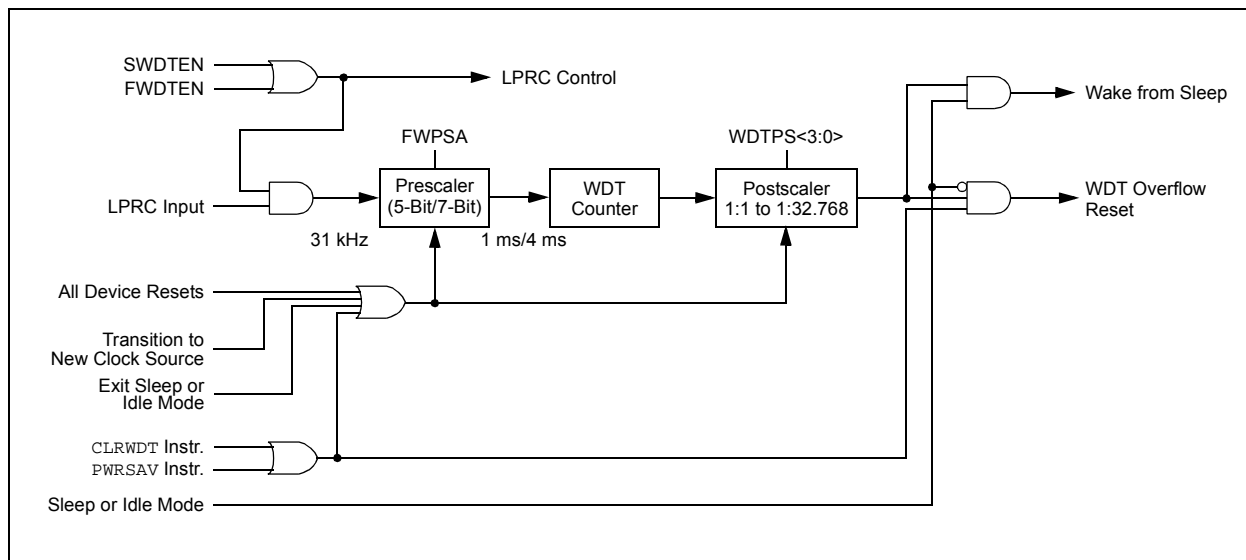 SWDTEN
FWDTEN
LPRC Control
Wake from Sleep
FWPSA
WDTPS<3:0>
LPRC Input
Prescaler
(5-Bit/7-Bit)
WDT
Counter
Postscaler
1:1 to 1:32.768
WDT Overflow
Reset
31 kHz
1 ms/4 ms
All Device Resets
Transition to
New Clock Source
Exit Sleep or
Idle Mode
CLRWDT Instr.
PWRSAV Instr.
Sleep or Idle Mode